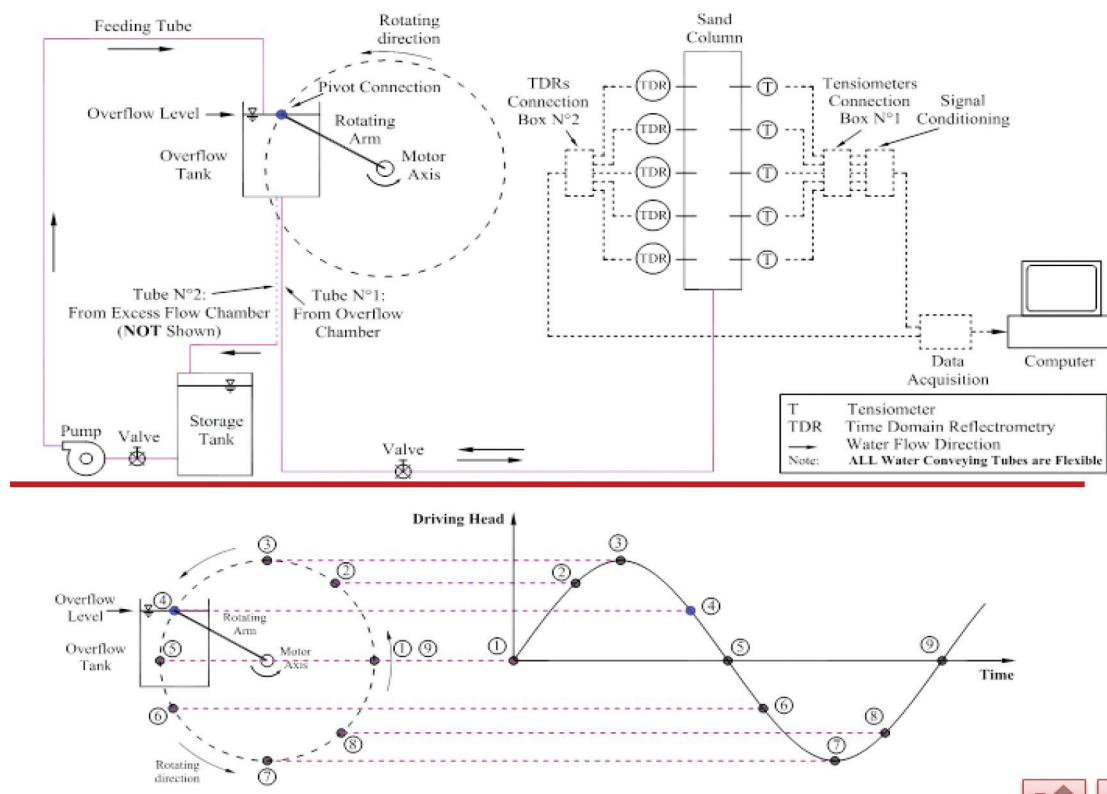 Feeding Tube
Rotating
direction
Pivot Connection
Overflow Level
Rotating
Arm
Overflow
Tank
Motor
Axis
Tube N°2:
From Excess Flow Chamber
(NOT Shown)
Tube N°1:
From Overflow
Chamber
Storage
Tank
Pump
Valve
Valve
Sand
Column
TDRs
Connection
Box N°2
TDR
TDR
TDR
TDR
TDR
T
T
T
T
T
Tensiometers
Connection
Box N°1
Signal
Conditioning
Data
Acquisition
Computer
T Tensiometer
TDR Time Domain Reflectrometry
Water Flow Direction
Note: ALL Water Conveying Tubes are Flexible
Driving Head
3
2
4
Overflow
Level
Rotating
Arm
Overflow
Tank
5
Motor
Axis
1 9
6
8
7
Rotating
direction
1
2
3
4
5
6
7
8
9
Time